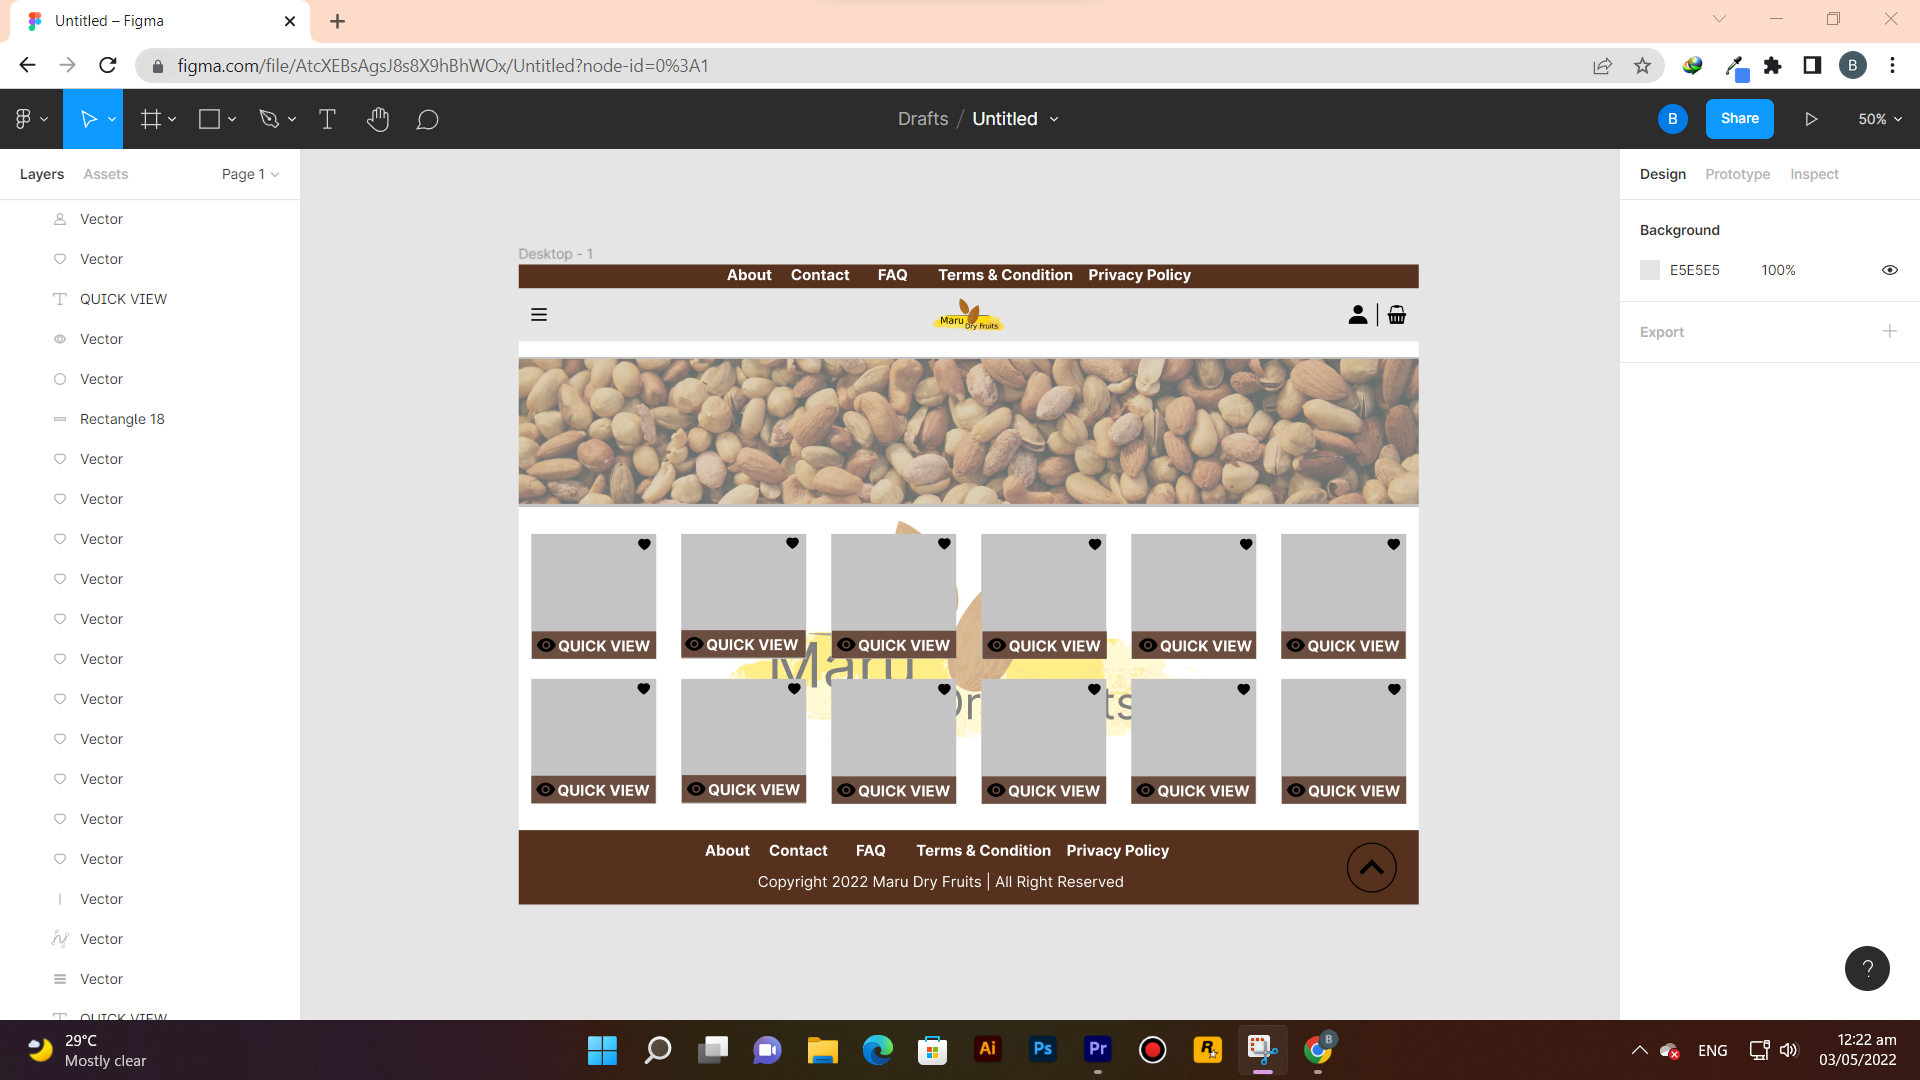 Untitled – Figma
figma.com/file/AtcXEBsAgsJ8s8X9hBhWOx/Untitled?node-id=0%3A1
B
Drafts / Untitled
B
Share
50%
Layers
Assets
Page 1
Design
Prototype
Inspect
Vector
Vector
QUICK VIEW
Vector
Vector
Rectangle 18
Vector
Vector
Vector
Vector
Vector
Vector
Vector
Vector
Vector
Vector
Vector
Vector
Vector
Vector
QUICK VIEW
Background
E5E5E5
100%
Export
Desktop - 1
About Contact FAQ Terms & Condition Privacy Policy
Maru
Dry Fruits
QUICK VIEW QUICK VIEW QUICK VIEW QUICK VIEW QUICK VIEW QUICK VIEW
Maru
QUICK VIEW QUICK VIEW QUICK VIEW QUICK VIEW QUICK VIEW QUICK VIEW
About Contact FAQ Terms & Condition Privacy Policy
Copyright 2022 Maru Dry Fruits | All Right Reserved
?
29°C
Mostly clear
Ai
Ps
Pr
R
B
ENG
12:22 am
03/05/2022